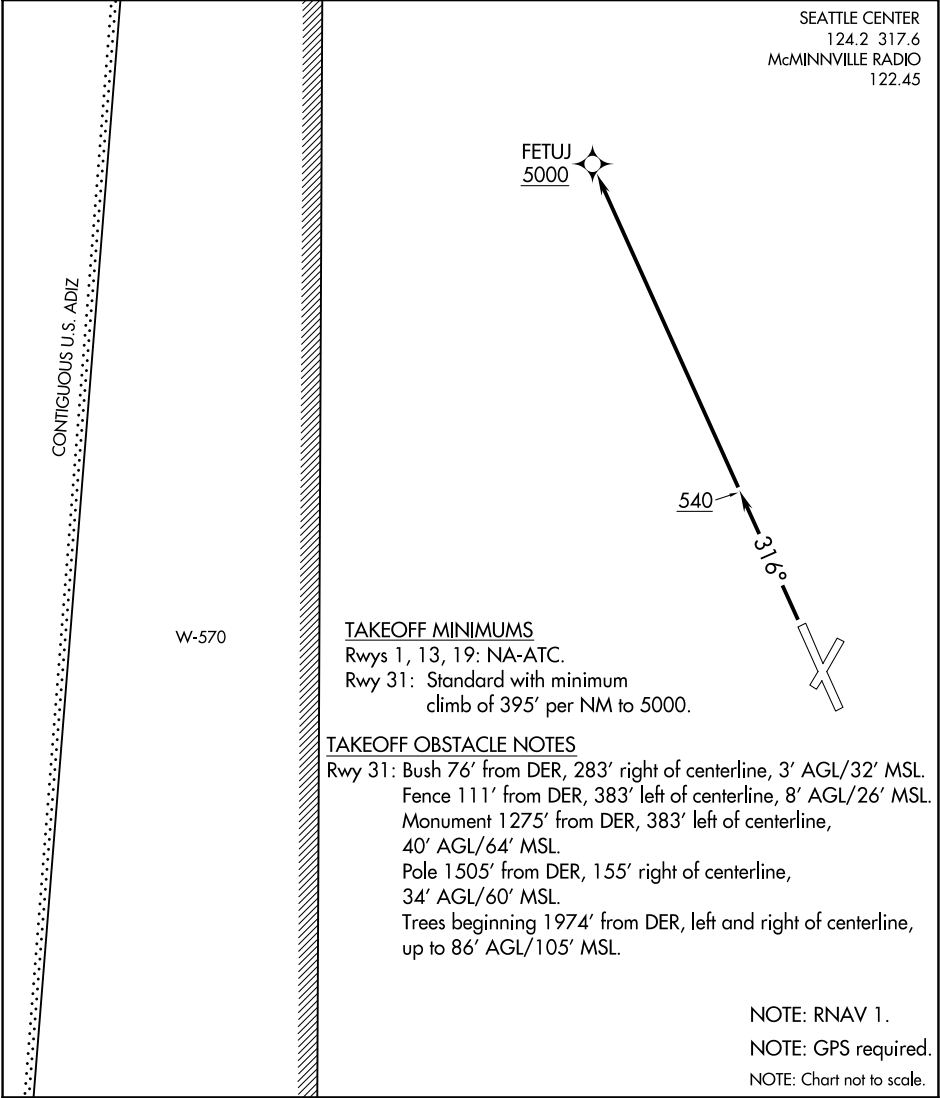 SEATTLE CENTER
124.2 317.6
McMINNVILLE RADIO
122.45
FETUJ
5000
CONTIGUOUS U.S. ADIZ
540
316°
W-570
TAKEOFF MINIMUMS
Rwys 1, 13, 19: NA-ATC.
Rwy 31: Standard with minimum
climb of 395' per NM to 5000.
TAKEOFF OBSTACLE NOTES
Rwy 31: Bush 76' from DER, 283' right of centerline, 3' AGL/32' MSL.
Fence 111' from DER, 383' left of centerline, 8' AGL/26' MSL.
Monument 1275' from DER, 383' left of centerline,
40' AGL/64' MSL.
Pole 1505' from DER, 155' right of centerline,
34' AGL/60' MSL.
Trees beginning 1974' from DER, left and right of centerline,
up to 86' AGL/105' MSL.
NOTE: RNAV 1.
NOTE: GPS required.
NOTE: Chart not to scale.